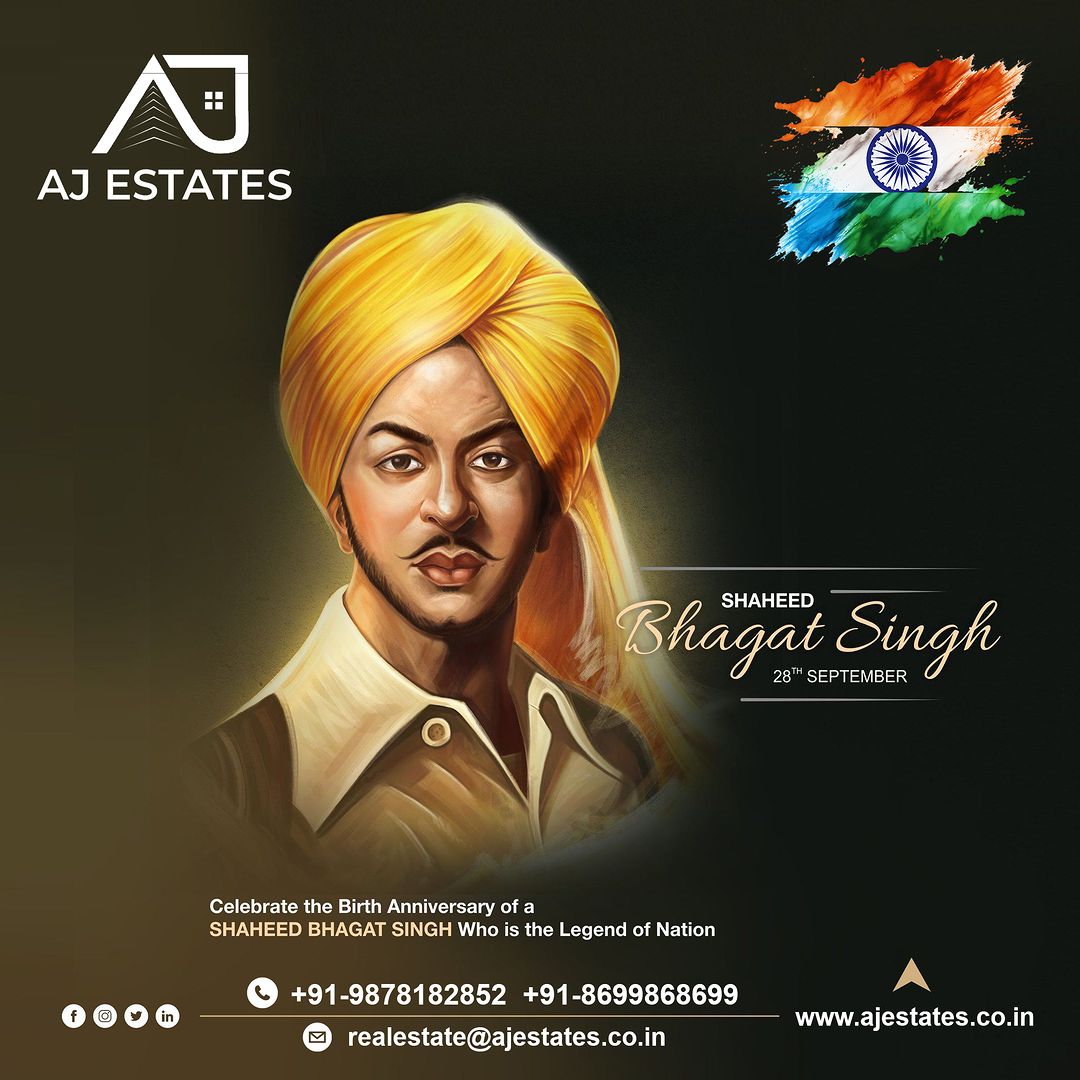 AJ
AJ ESTATES
SHAHEED
Bhagat Singh
28TH SEPTEMBER
Celebrate the Birth Anniversary of a
SHAHEED BHAGAT SINGH Who is the Legend of Nation
+91-9878182852 +91-8699868699
realestate@ajestates.co.in
www.ajestates.co.in